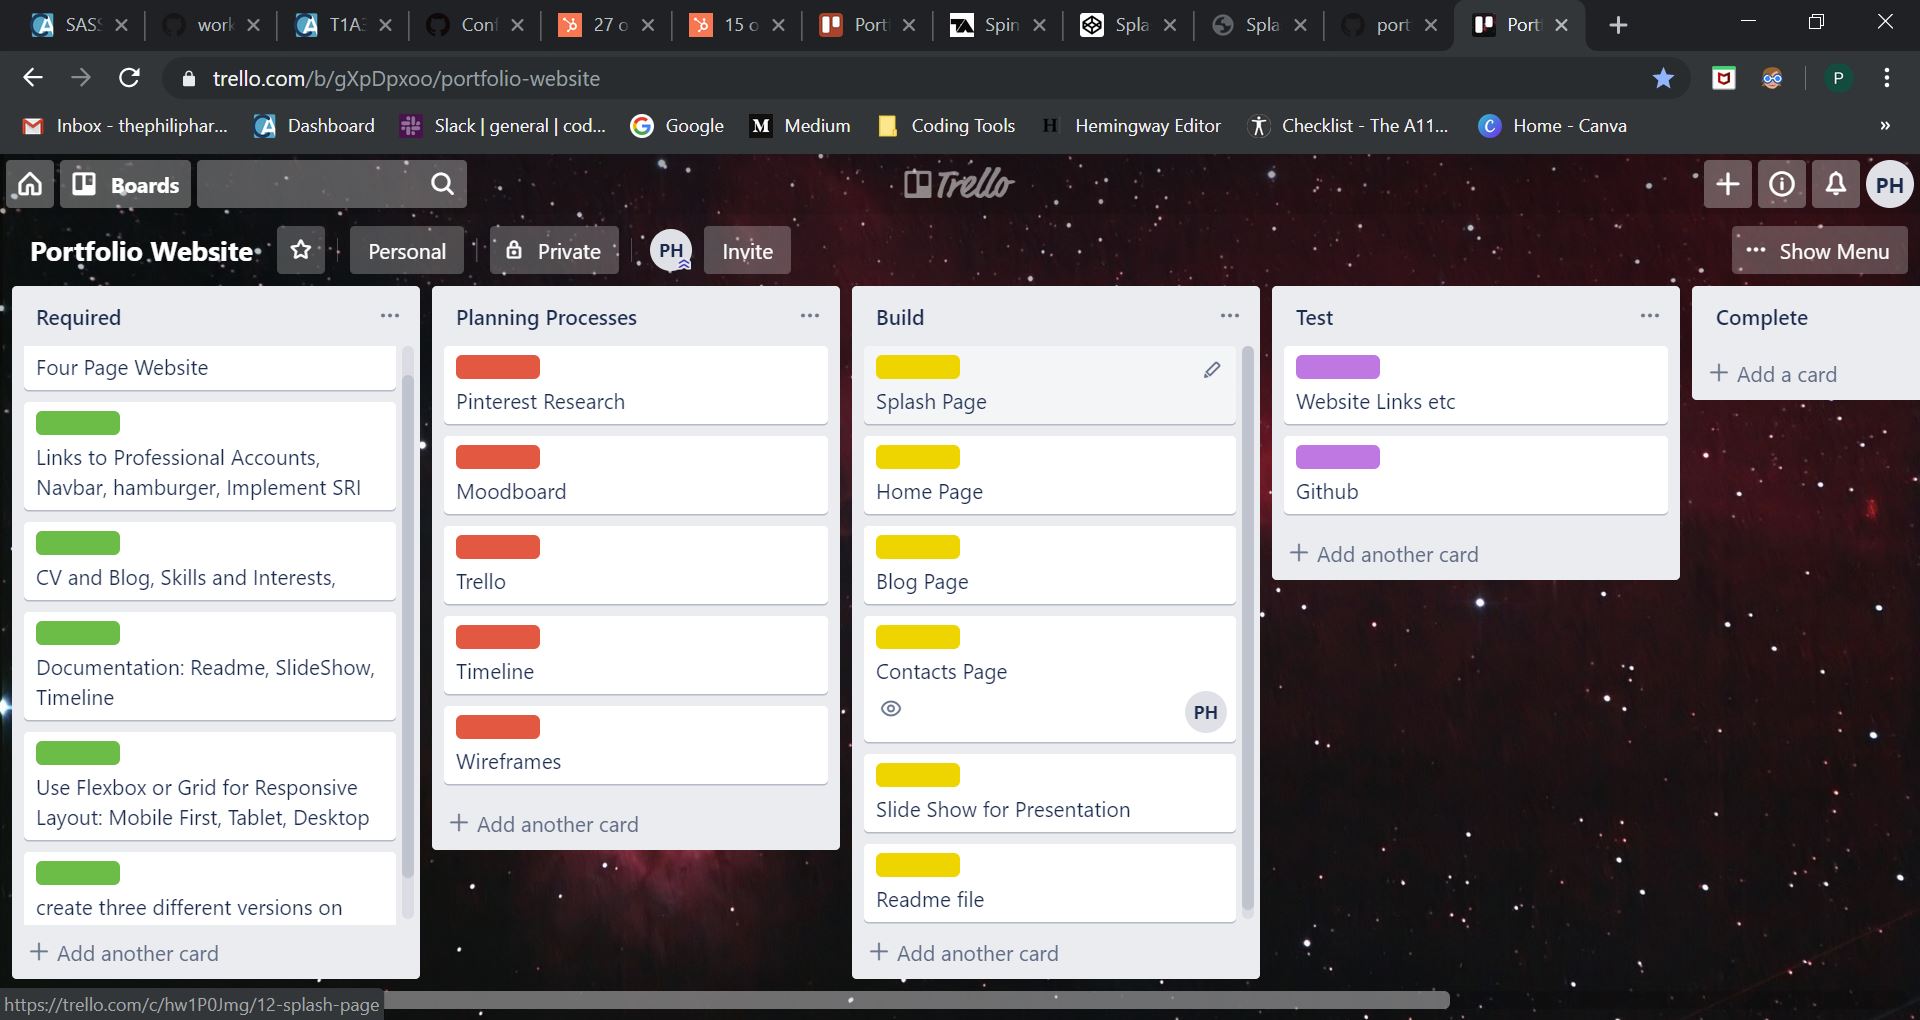 SASS
work
T1A3
Conf
27 o
15 o
Port
Spin
Spla
Spla
port
Port
trello.com/b/gXpDpxoo/portfolio-website
P
Inbox - thephiliphar...
Dashboard
Slack | general | cod...
G
Google
M
Medium
Coding Tools
H
Hemingway Editor
Checklist - The A11...
C
Home - Canva
»
Boards
Trello
PH
Portfolio Website
Personal
Private
PH
Invite
··· Show Menu
Required
Four Page Website
Links to Professional Accounts,
Navbar, hamburger, Implement SRI
CV and Blog, Skills and Interests,
Documentation: Readme, SlideShow,
Timeline
Use Flexbox or Grid for Responsive
Layout: Mobile First, Tablet, Desktop
create three different versions on
+ Add another card
Planning Processes
Pinterest Research
Moodboard
Trello
Timeline
Wireframes
+ Add another card
Build
Splash Page
Home Page
Blog Page
Contacts Page
PH
Slide Show for Presentation
Readme file
+ Add another card
Test
Website Links etc
Github
+ Add another card
Complete
+ Add a card
https://trello.com/c/hw1P0Jmg/12-splash-page